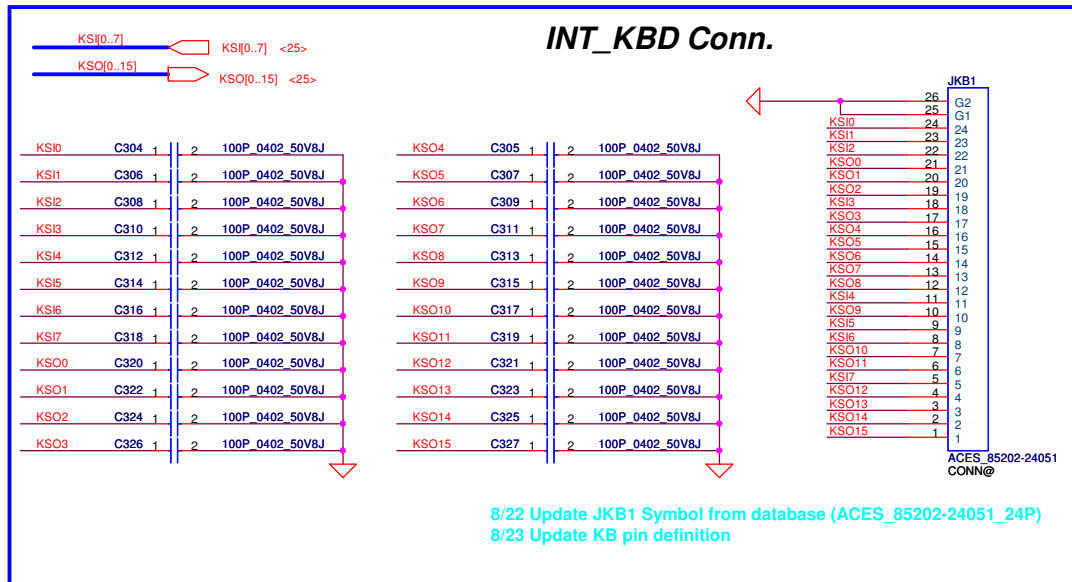 INT_KBD Conn.
KSI[0..7]
KSI[0..7] <25>
KSO[0..15]
KSO[0..15] <25>
KSI0 C304 1 2 100P_0402_50V8J
KSI1 C306 1 2 100P_0402_50V8J
KSI2 C308 1 2 100P_0402_50V8J
KSI3 C310 1 2 100P_0402_50V8J
KSI4 C312 1 2 100P_0402_50V8J
KSI5 C314 1 2 100P_0402_50V8J
KSI6 C316 1 2 100P_0402_50V8J
KSI7 C318 1 2 100P_0402_50V8J
KSO0 C320 1 2 100P_0402_50V8J
KSO1 C322 1 2 100P_0402_50V8J
KSO2 C324 1 2 100P_0402_50V8J
KSO3 C326 1 2 100P_0402_50V8J
KSO4 C305 1 2 100P_0402_50V8J
KSO5 C307 1 2 100P_0402_50V8J
KSO6 C309 1 2 100P_0402_50V8J
KSO7 C311 1 2 100P_0402_50V8J
KSO8 C313 1 2 100P_0402_50V8J
KSO9 C315 1 2 100P_0402_50V8J
KSO10 C317 1 2 100P_0402_50V8J
KSO11 C319 1 2 100P_0402_50V8J
KSO12 C321 1 2 100P_0402_50V8J
KSO13 C323 1 2 100P_0402_50V8J
KSO14 C325 1 2 100P_0402_50V8J
KSO15 C327 1 2 100P_0402_50V8J
JKB1
26 G2
25 G1
KSI0 24 24
KSI1 23 23
KSI2 22 22
KSO0 21 21
KSO1 20 20
KSO2 19 19
KSI3 18 18
KSO3 17 17
KSO4 16 16
KSO5 15 15
KSO6 14 14
KSO7 13 13
KSO8 12 12
KSI4 11 11
KSO9 10 10
KSI5 9 9
KSI6 8 8
KSO10 7 7
KSO11 6 6
KSI7 5 5
KSO12 4 4
KSO13 3 3
KSO14 2 2
KSO15 1 1
ACES_85202-24051
CONN@
8/22 Update JKB1 Symbol from database (ACES_85202-24051_24P)
8/23 Update KB pin definition